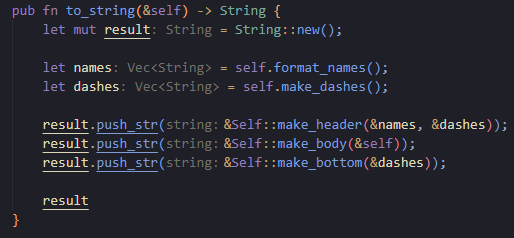 pub fn to_string(&self) -> String {
let mut result: String = String::new();
let names: Vec<String> = self.format_names();
let dashes: Vec<String> = self.make_dashes();
result.push_str(string: &Self::make_header(&names, &dashes));
result.push_str(string: &Self::make_body(&self));
result.push_str(string: &Self::make_bottom(&dashes));
result
}